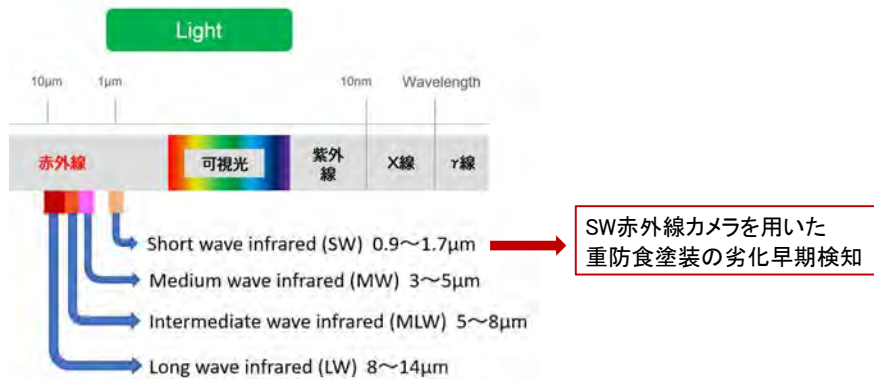 Light
10μm 1μm 10nm Wavelength
赤外線 可視光 紫外 X線 γ線
線
Short wave infrared (SW) 0.9～1.7μm
SW赤外線カメラを用いた
重防食塗装の劣化早期検知
Medium wave infrared (MW) 3～5μm
Intermediate wave infrared (MLW) 5～8μm
Long wave infrared (LW) 8～14μm